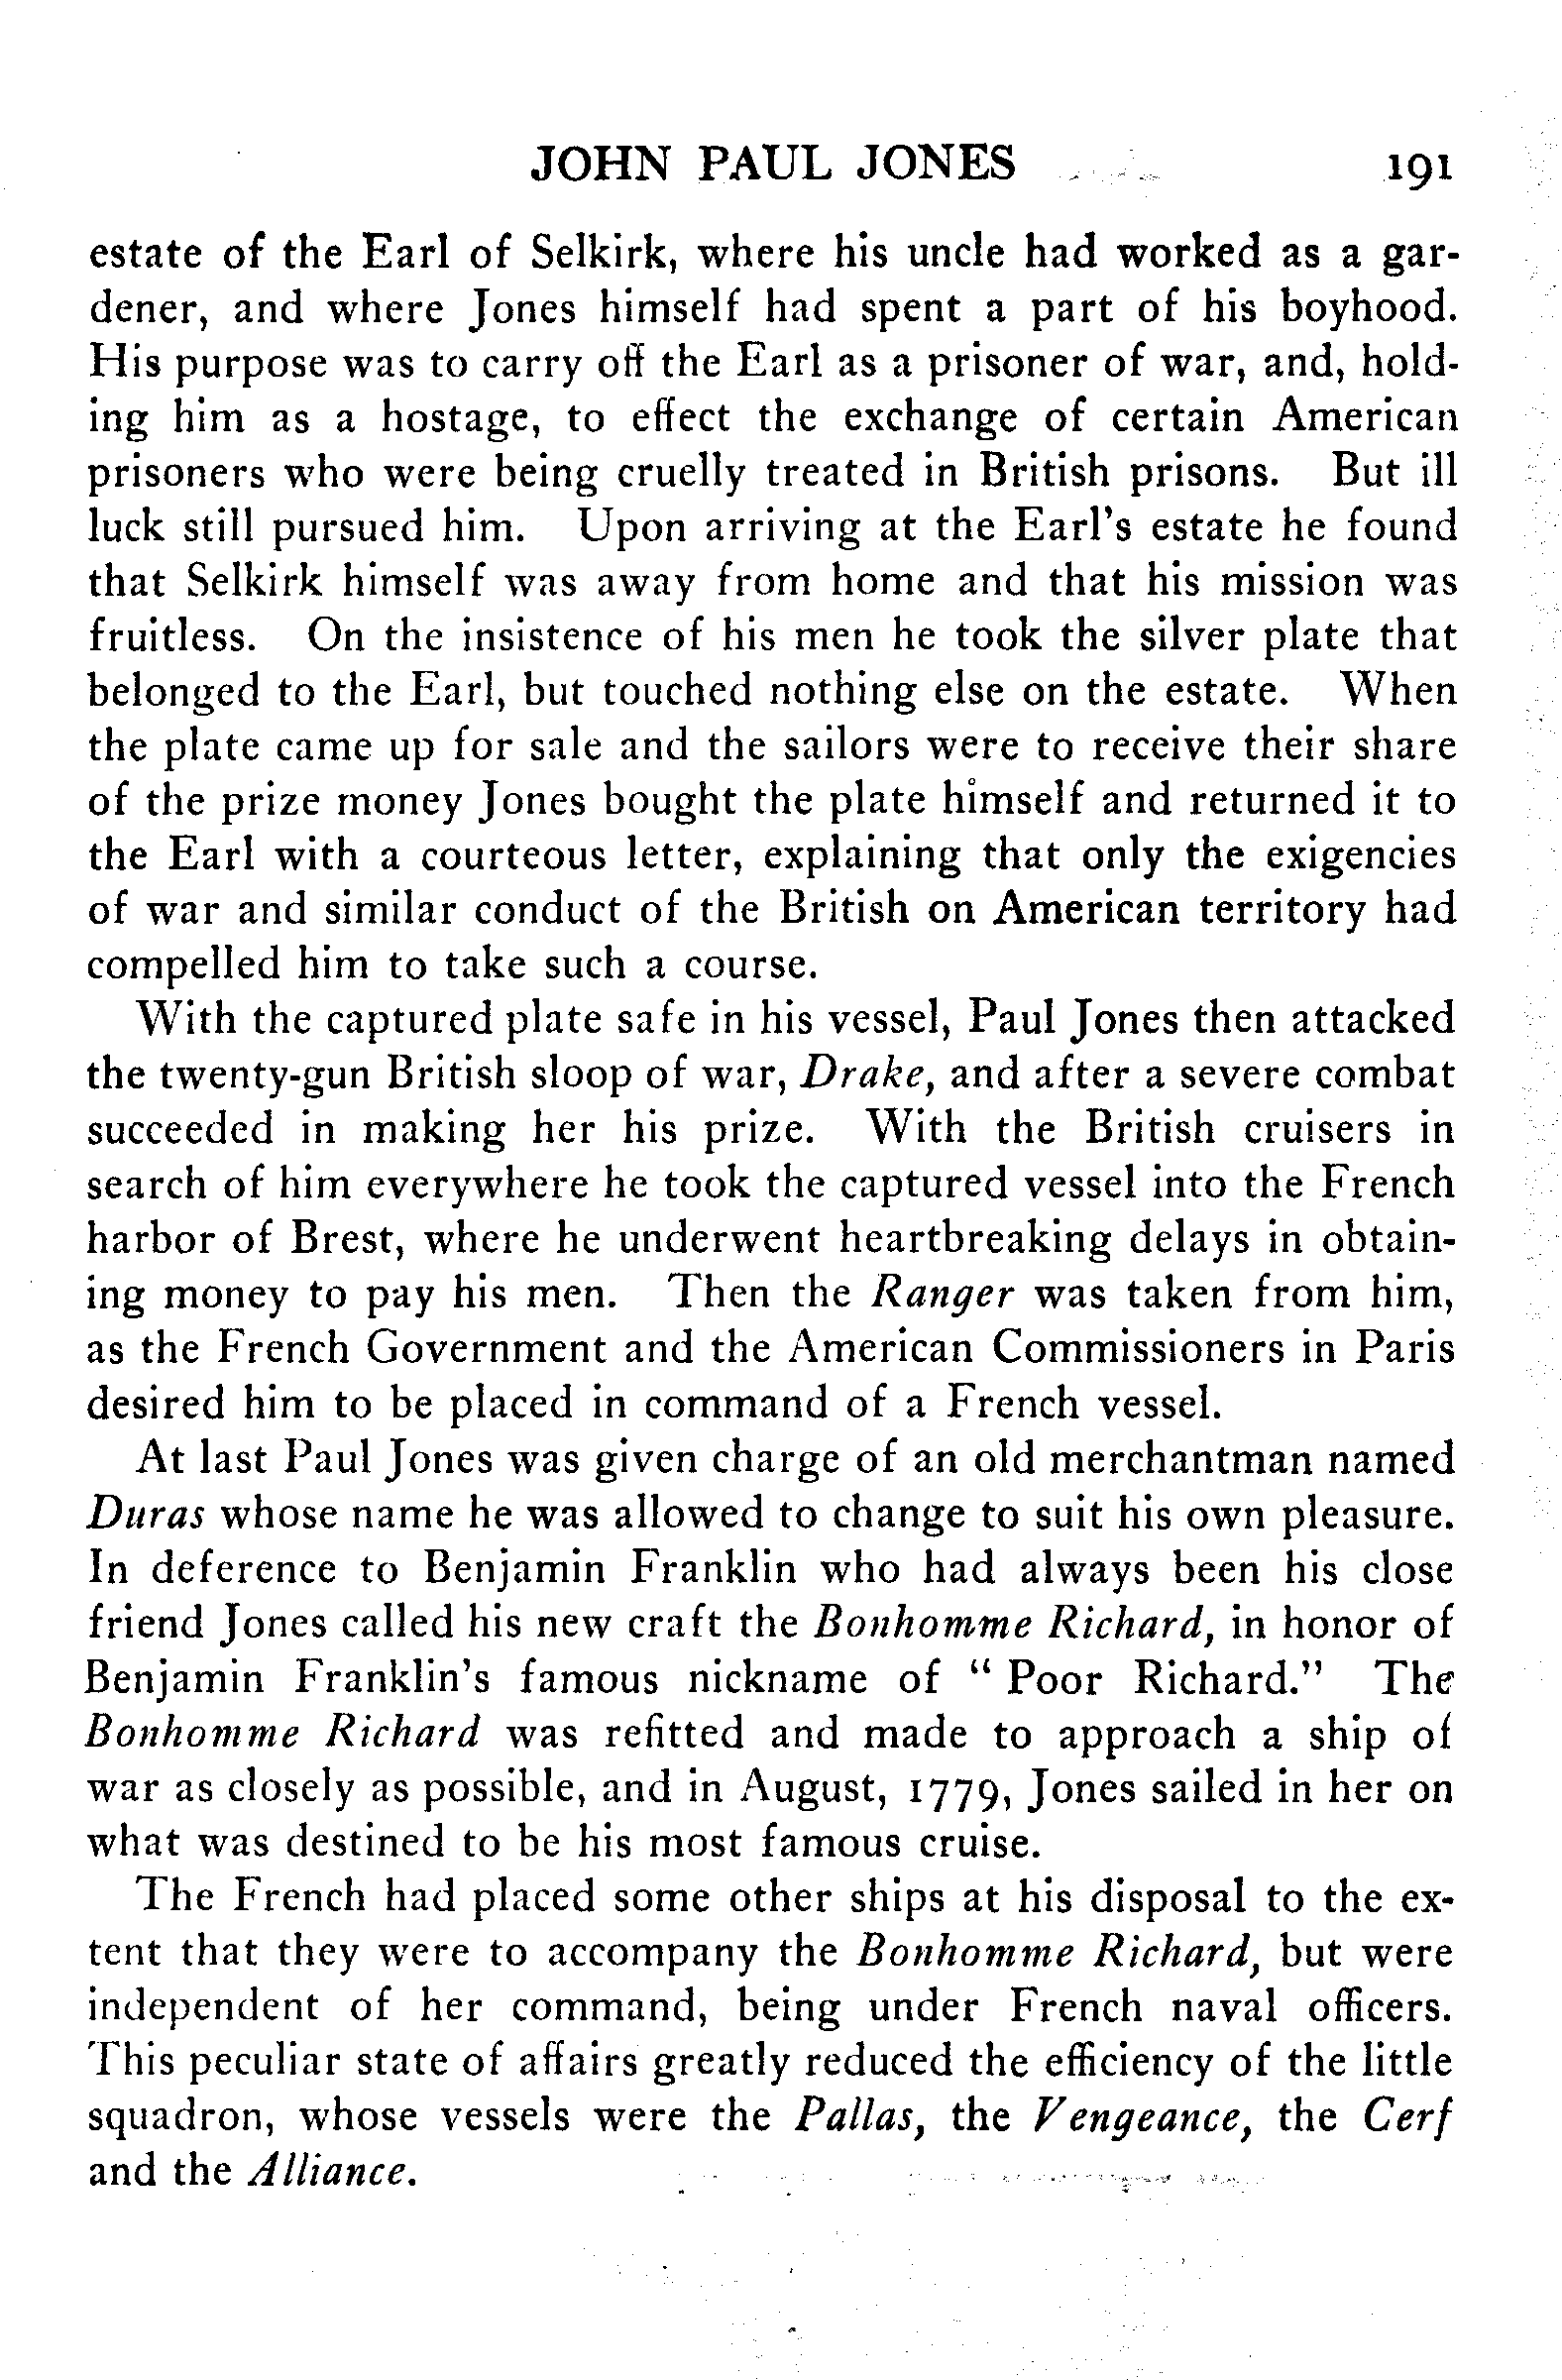 JOHN PAUL JONES 191
estate of the Earl of Selkirk, where his uncle had worked as a gar-
dener, and where Jones himself had spent a part of his boyhood.
His purpose was to carry off the Earl as a prisoner of war, and, hold-
ing him as a hostage, to effect the exchange of certain American
prisoners who were being cruelly treated in British prisons. But ill
luck still pursued him. Upon arriving at the Earl's estate he found
that Selkirk himself was away from home and that his mission was
fruitless. On the insistence of his men he took the silver plate that
belonged to the Earl, but touched nothing else on the estate. When
the plate came up for sale and the sailors were to receive their share
of the prize money Jones bought the plate himself and returned it to
the Earl with a courteous letter, explaining that only the exigencies
of war and similar conduct of the British on American territory had
compelled him to take such a course.
With the captured plate safe in his vessel, Paul Jones then attacked
the twenty-gun British sloop of war, Drake, and after a severe combat
succeeded in making her his prize. With the British cruisers in
search of him everywhere he took the captured vessel into the French
harbor of Brest, where he underwent heartbreaking delays in obtain-
ing money to pay his men. Then the Ranger was taken from him,
as the French Government and the American Commissioners in Paris
desired him to be placed in command of a French vessel.
At last Paul Jones was given charge of an old merchantman named
Duras whose name he was allowed to change to suit his own pleasure.
In deference to Benjamin Franklin who had always been his close
friend Jones called his new craft the Bonhomme Richard, in honor of
Benjamin Franklin's famous nickname of " Poor Richard." The
Bonhomme Richard was refitted and made to approach a ship of
war as closely as possible, and in August, 1779, Jones sailed in her on
what was destined to be his most famous cruise.
The French had placed some other ships at his disposal to the ex-
tent that they were to accompany the Bonhomme Richard, but were
independent of her command, being under French naval officers.
This peculiar state of affairs greatly reduced the efficiency of the little
squadron, whose vessels were the Pallas, the Vengeance, the Cerf
and the Alliance.